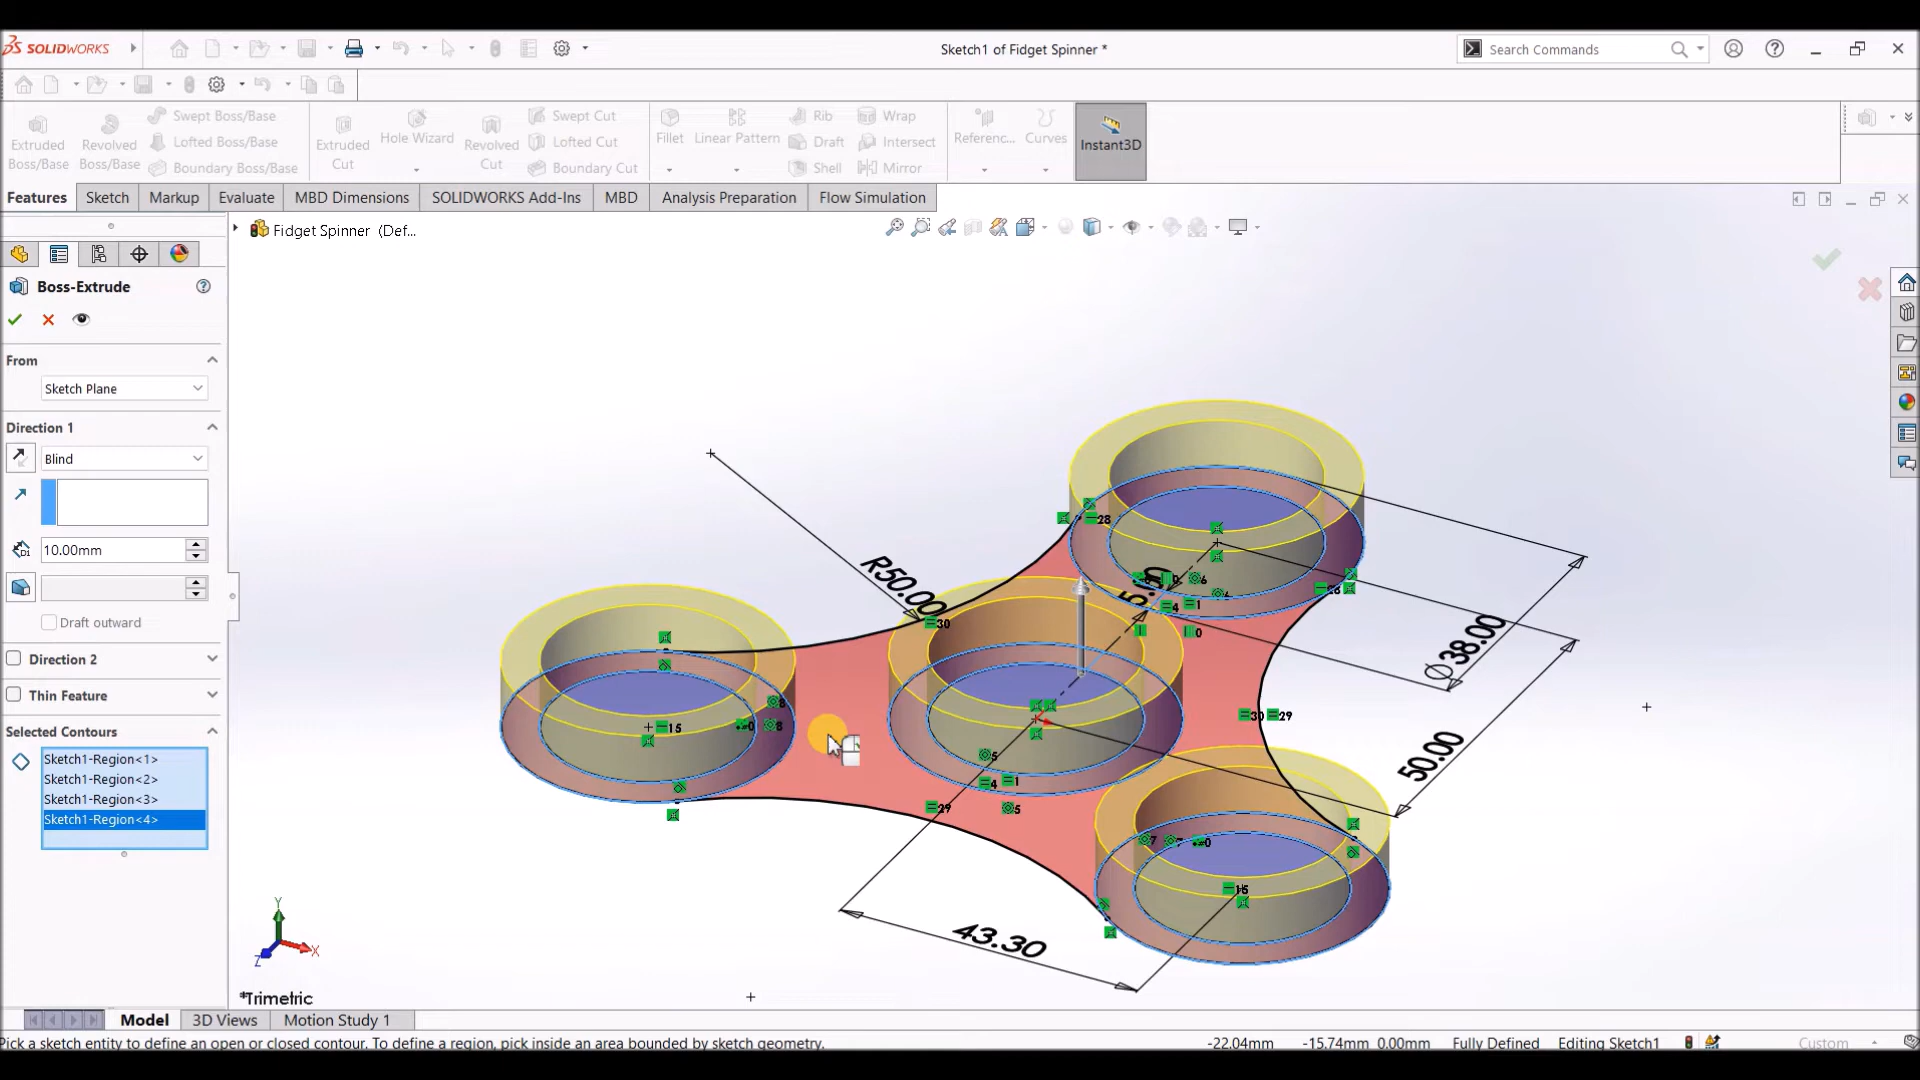 SOLIDWORKS
Sketch1 of Fidget Spinner *
Search Commands
Extruded Boss/Base
Revolved Boss/Base
Swept Boss/Base
Lofted Boss/Base
Boundary Boss/Base
Extruded Cut
Hole Wizard
Revolved Cut
Swept Cut
Lofted Cut
Boundary Cut
Fillet
Linear Pattern
Rib
Draft
Shell
Wrap
Intersect
Mirror
Referenc...
Curves
Instant3D
Features
Sketch
Markup
Evaluate
MBD Dimensions
SOLIDWORKS Add-Ins
MBD
Analysis Preparation
Flow Simulation
Fidget Spinner (Def...
Boss-Extrude
From
Sketch Plane
Direction 1
Blind
10.00mm
Draft outward
Direction 2
Thin Feature
Selected Contours
Sketch1-Region<1>
Sketch1-Region<2>
Sketch1-Region<3>
Sketch1-Region<4>
R50.00
Ø38.00
50.00
43.30
28
30
15
29
30
29
15
Y
X
Z
*Trimetric
Model
3D Views
Motion Study 1
Pick a sketch entity to define an open or closed contour. To define a region, pick inside an area bounded by sketch geometry.
-22.04mm
-15.74mm
0.00mm
Fully Defined
Editing Sketch1
Custom